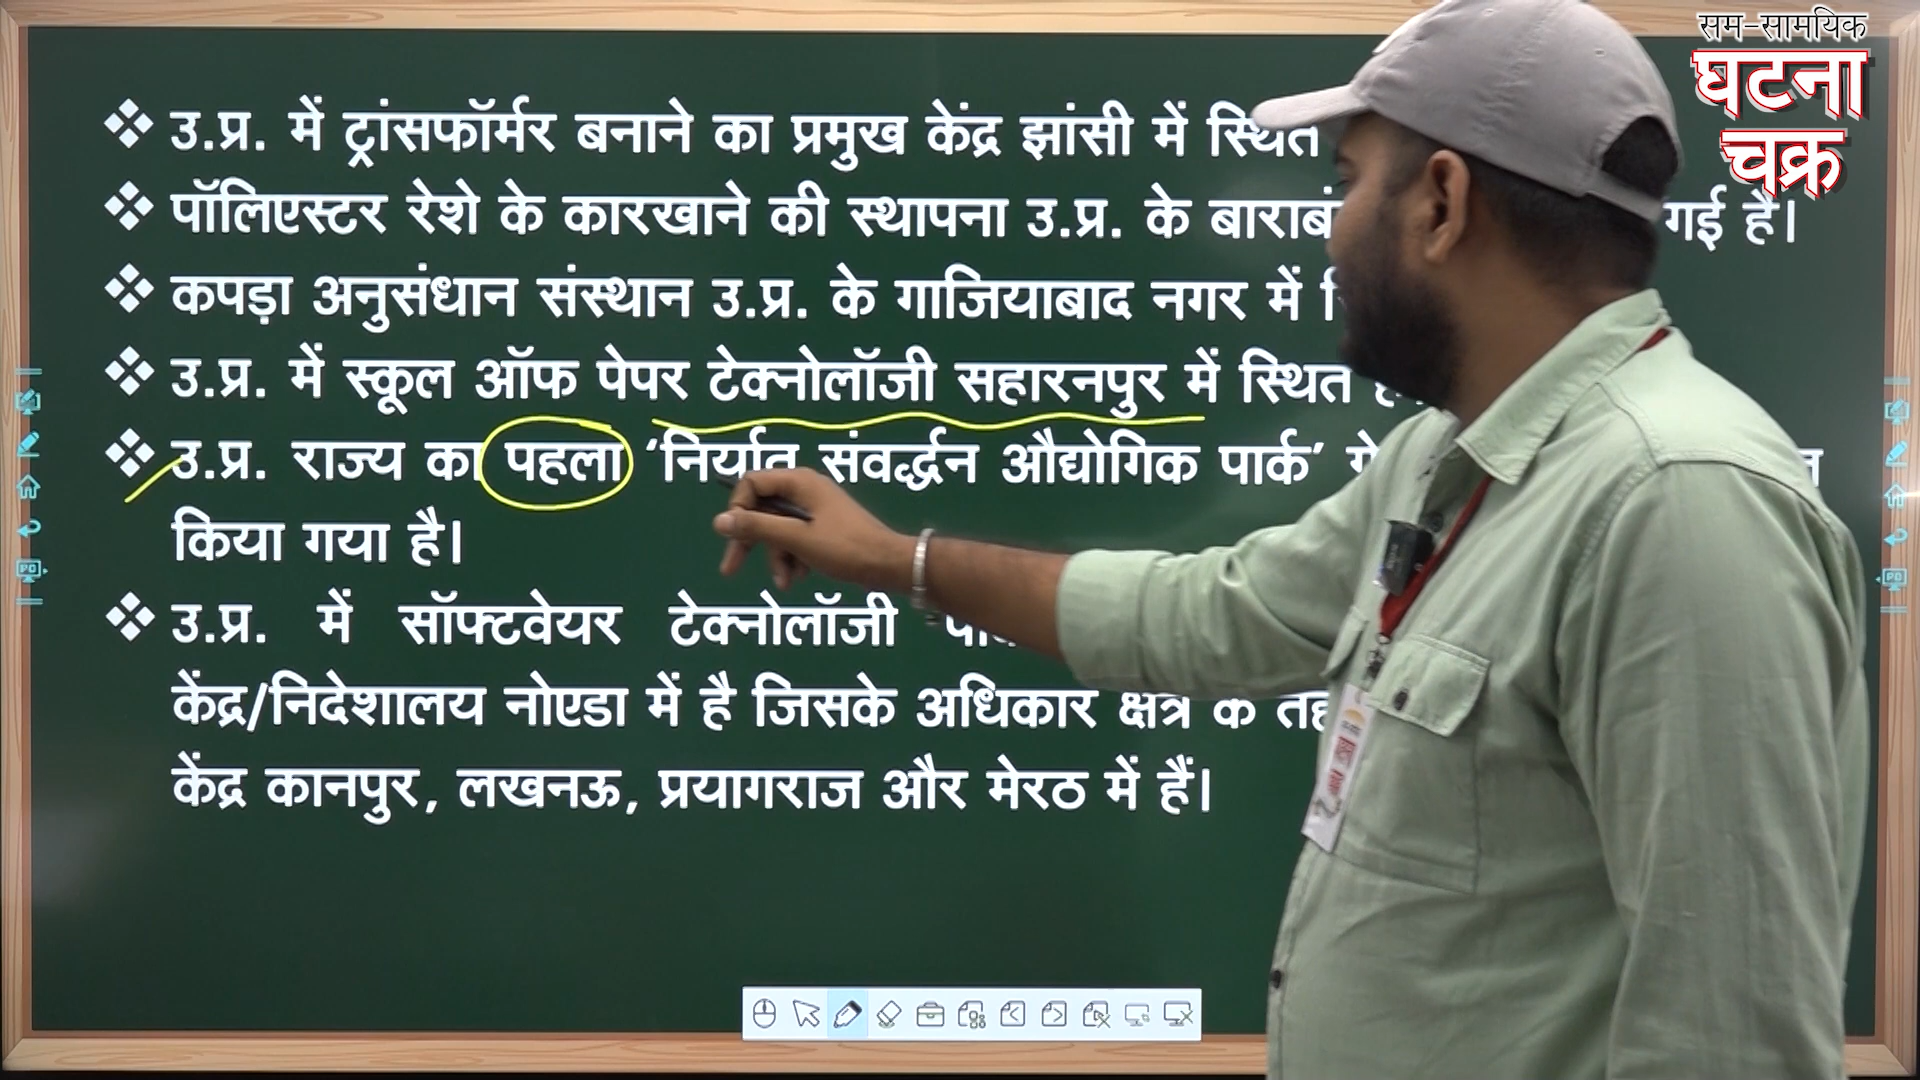 सम-सामयिक
घटना
चक्र
❖ उ.प्र. में ट्रांसफॉर्मर बनाने का प्रमुख केंद्र झांसी में स्थित
❖ पॉलिएस्टर रेशे के कारखाने की स्थापना उ.प्र. के गई है।
❖ कपड़ा अनुसंधान संस्थान उ.प्र. के गाजियाबाद नगर में
❖ उ.प्र. में स्कूल ऑफ पेपर टेक्नोलॉजी सहारनपुर में स्थित
❖ उ.प्र. राज्य का पहला ‘निर्यात संवर्द्धन औद्योगिक पार्क’
किया गया है।
❖ उ.प्र. में सॉफ्टवेयर टेक्नोलॉजी
केंद्र/निदेशालय नोएडा में है जिसके अधिकार क्षेत्र के
केंद्र कानपुर, लखनऊ, प्रयागराज और मेरठ में हैं।